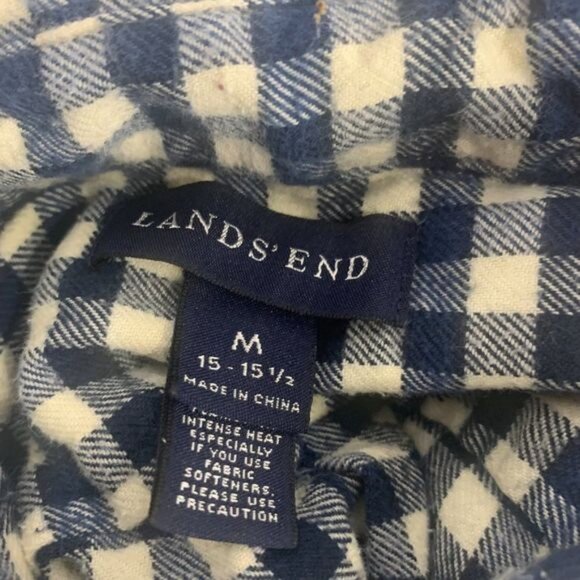 LANDS' END
M
15 - 15 1/2
MADE IN CHINA
INTENSE HEAT
ESPECIALLY
IF YOU USE
FABRIC
SOFTENERS.
PLEASE USE
PRECAUTION